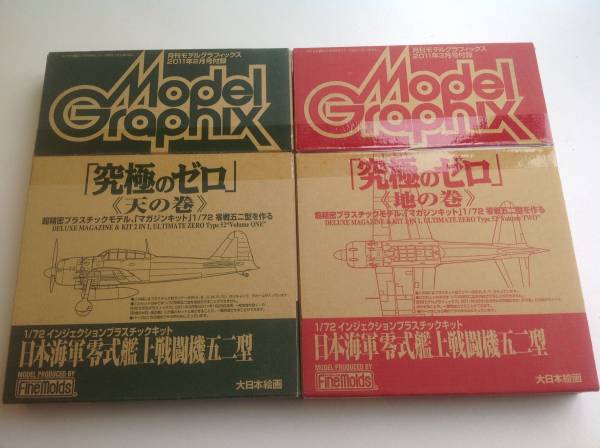 月刊モデルグラフィックス
2011年2月号付録
Model
Graphix
「究極のゼロ」
《天の巻》
超精密プラスチックモデル、「マガジンキット」1/72 零戦五二型を作る
DELUXE MAGAZINE & KIT 2 IN 1, ULTIMATE ZERO Type 52 "Volume ONE"
1/72 インジェクションプラスチックキット
日本海軍零式艦上戦闘機五二型
MODEL PRODUCED BY
FineMolds
大日本絵画
月刊モデルグラフィックス
2011年3月号付録
Model
Graphix
「究極のゼロ」
《地の巻》
超精密プラスチックモデル、「マガジンキット」1/72 零戦五二型を作る
DELUXE MAGAZINE & KIT 2 IN 1, ULTIMATE ZERO Type 52 "Volume TWO"
1/72 インジェクションプラスチックキット
日本海軍零式艦上戦闘機五二型
MODEL PRODUCED BY
FineMolds
大日本絵画